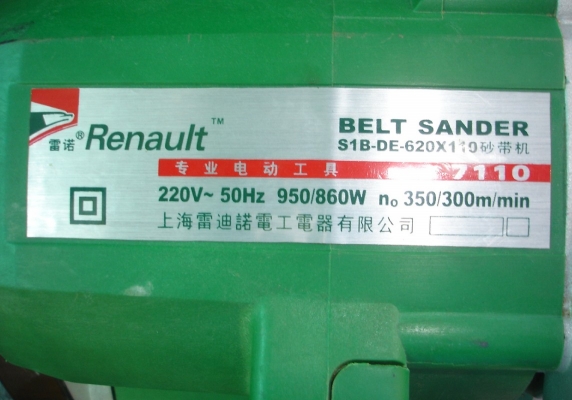 雷诺® Renault™
BELT SANDER
S1B-DE-620X110砂带机
专业电动工具 7110
220V~ 50Hz 950/860W n₀ 350/300m/min
上海雷迪諾電工電器有限公司